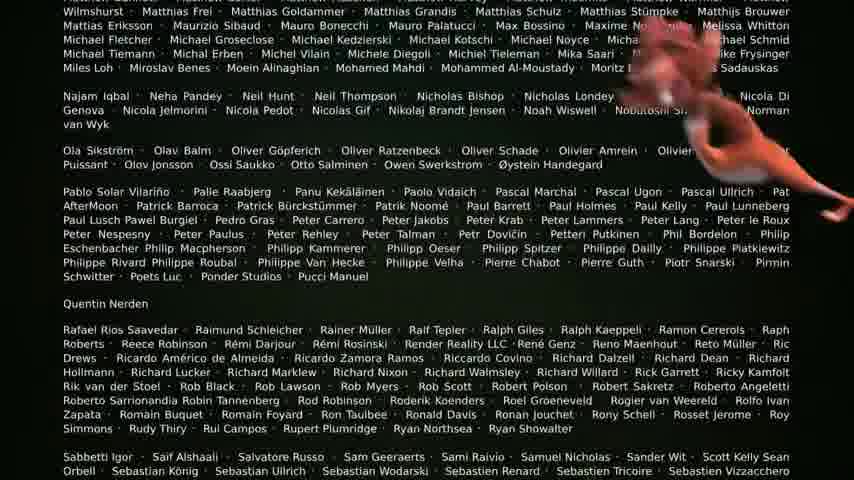 Wilmshurst · Matthias Frei · Matthias Goldammer · Matthias Grandis · Matthias Schulz · Matthias Stümpke · Matthijs Brouwer
Mattias Eriksson · Maurizio Sibaud · Mauro Bonecchi · Mauro Palatucci · Max Bossino · Maxime · Melissa Whitton
Michael Fletcher · Michael Groseclose · Michael Kedzierski · Michael Kotschi · Michael Noyce · Schmid
Michael Tiemann · Michal Erben · Michel Vilain · Michele Diegoli · Michiel Tieleman · Mika Saari · Frysinger
Miles Loh · Miroslav Benes · Moein Alinaghian · Mohamed Mahdi · Mohammed Al-Moustady · Moritz Sadauskas
Najam Iqbal · Neha Pandey · Neil Hunt · Neil Thompson · Nicholas Bishop · Nicholas Londey · Nicola Di
Genova · Nicola Jelmorini · Nicola Pedot · Nicolas Gif · Nikolaj Brandt Jensen · Noah Wiswell · Nobutoshi · Norman
van Wyk
Ola Sikström · Olav Balm · Oliver Göpferich · Oliver Ratzenbeck · Oliver Schade · Olivier Amrein ·
Puissant · Olov Jonsson · Ossi Saukko · Otto Salminen · Owen Swerkstrom · Øystein Handegard
Pablo Solar Vilariño · Palle Raabjerg · Panu Kekäläinen · Paolo Vidaich · Pascal Marchal · Pascal Ugon · Pascal Ullrich · Pat
AfterMoon · Patrick Barroca · Patrick Bürckstümmer · Patrik Noomé · Paul Barrett · Paul Holmes · Paul Kelly · Paul Lunneberg
Paul Lusch Pawel Burgiel · Pedro Gras · Peter Carrero · Peter Jakobs · Peter Krab · Peter Lammers · Peter Lang · Peter le Roux
Peter Nespesny · Peter Paulus · Peter Rehley · Peter Talman · Petr Dovičín · Petteri Putkinen · Phil Bordelon · Philip
Eschenbacher Philip Macpherson · Philipp Kammerer · Philipp Oeser · Philipp Spitzer · Philippe Dailly · Philippe Piatkiewitz
Philippe Rivard Philippe Roubal · Philippe Van Hecke · Philippe Velha · Pierre Chabot · Pierre Guth · Piotr Snarski · Pirmin
Schwitter · Poets Luc · Ponder Studios · Pucci Manuel
Quentin Nerden
Rafael Rios Saavedar · Raimund Schleicher · Rainer Müller · Ralf Tepler · Ralph Giles · Ralph Kaeppeli · Ramon Cererols · Raph
Roberts · Reece Robinson · Rémi Darjour · Rémi Rosinski · Render Reality LLC · René Genz · Reno Maenhout · Reto Müller · Ric
Drews · Ricardo Américo de Almeida · Ricardo Zamora Ramos · Riccardo Covino · Richard Dalzell · Richard Dean · Richard
Hollmann · Richard Lucker · Richard Marklew · Richard Nixon · Richard Walmsley · Richard Willard · Rick Garrett · Ricky Kamfolt
Rik van der Stoel · Rob Black · Rob Lawson · Rob Myers · Rob Scott · Robert Polson · Robert Sakretz · Roberto Angeletti
Roberto Sarrionandia Robin Tannenberg · Rod Robinson · Roderik Koenders · Roel Groeneveld · Rogier van Weereld · Rolfo Ivan
Zapata · Romain Buquet · Romain Foyard · Ron Taulbee · Ronald Davis · Ronan Jouchet · Rony Schell · Rosset Jerome · Roy
Simmons · Rudy Thiry · Rui Campos · Rupert Plumridge · Ryan Northsea · Ryan Showalter
Sabbetti Igor · Saif Alshaali · Salvatore Russo · Sam Geeraerts · Sami Raivio · Samuel Nicholas · Sander Wit · Scott Kelly Sean
Orbell · Sebastian König · Sebastian Ullrich · Sebastian Wodarski · Sebastien Renard · Sebastien Tricoire · Sebastien Vizzacchero